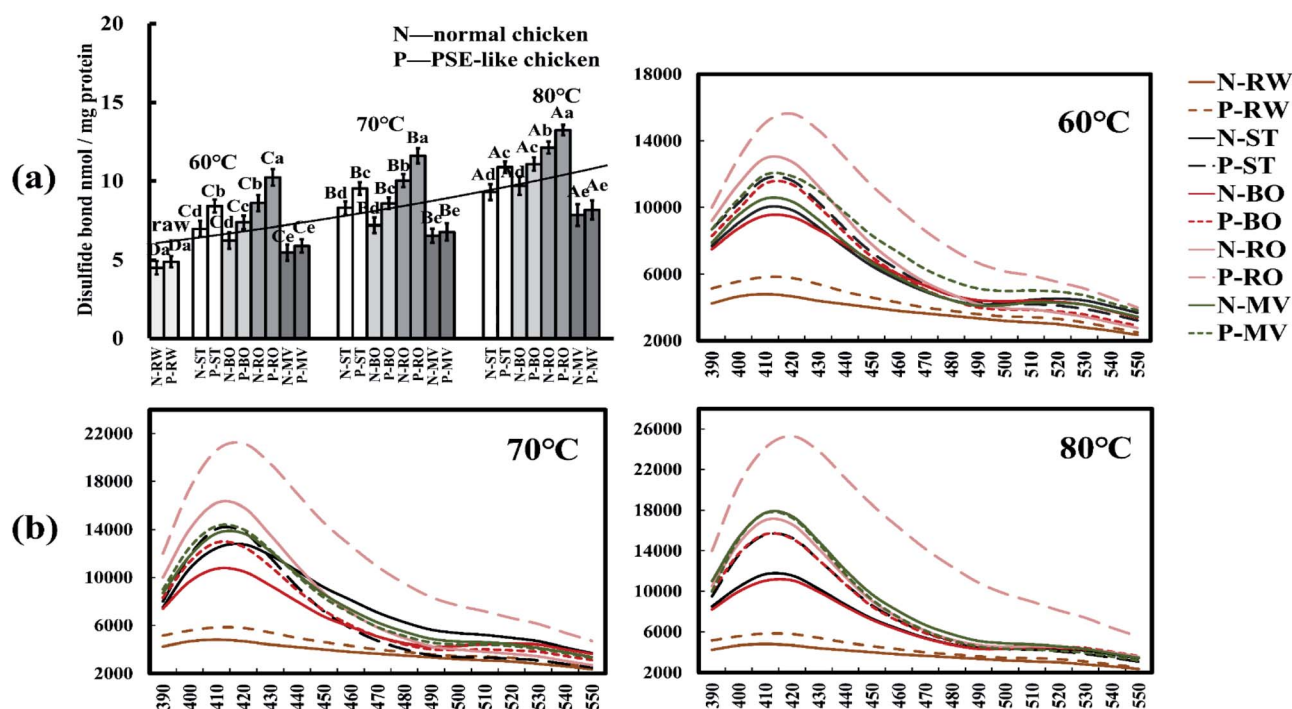 (a)
Disulfide bond nmol / mg protein
20
15
10
5
0
N—normal chicken
P—PSE-like chicken
raw
60°C
70°C
80°C
Da Da Cd Cb Cd Cc Cb Ca Ce Ce
Bd Bc Bd Bc Bb Ba Be Be
Ad Ac Ad Ac Ab Aa Ae Ae
N-RW P-RW N-ST P-ST N-BO P-BO N-RO P-RO N-MV P-MV
N-ST P-ST N-BO P-BO N-RO P-RO N-MV P-MV
N-ST P-ST N-BO P-BO N-RO P-RO N-MV P-MV
60°C
18000
14000
10000
6000
2000
390 400 410 420 430 440 450 460 470 480 490 500 510 520 530 540 550
N-RW
P-RW
N-ST
P-ST
N-BO
P-BO
N-RO
P-RO
N-MV
P-MV
(b)
70°C
22000
18000
14000
10000
6000
2000
390 400 410 420 430 440 450 460 470 480 490 500 510 520 530 540 550
80°C
26000
22000
18000
14000
10000
6000
2000
390 400 410 420 430 440 450 460 470 480 490 500 510 520 530 540 550